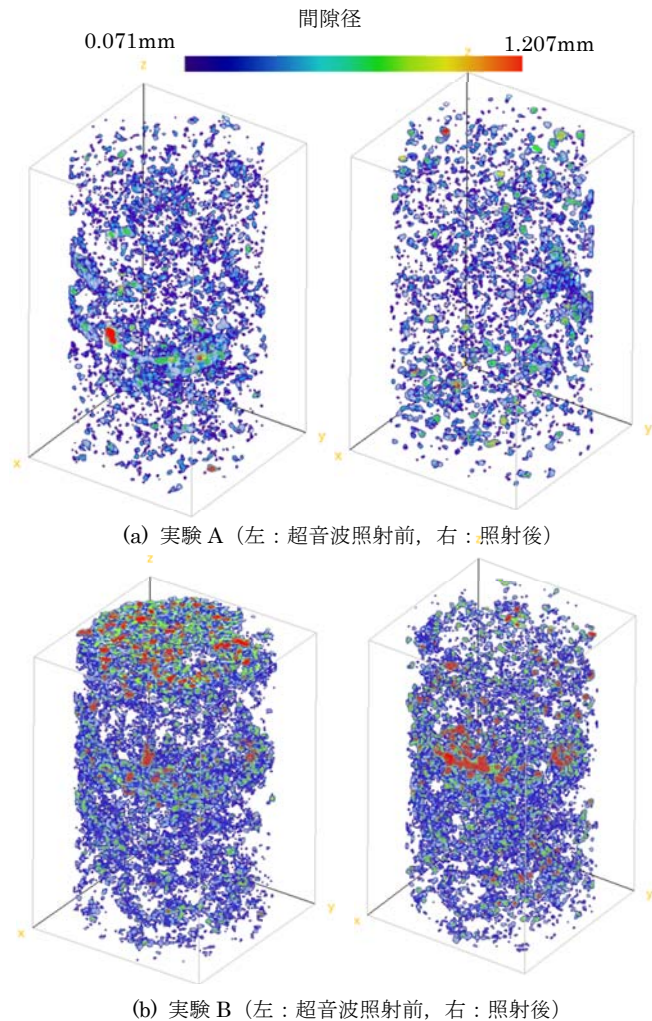 間隙径
0.071mm 1.207mm
z z
y y
x x
(a) 実験 A（左：超音波照射前，右：照射後）
z z
y y
x x
(b) 実験 B（左：超音波照射前，右：照射後）